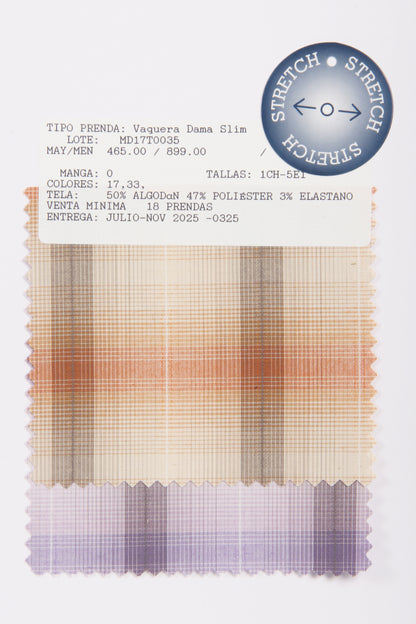 STRETCH STRETCH STRETCH
TIPO PRENDA: Vaquera Dama Slim
LOTE: MD17T0035
MAY/MEN 465.00 / 899.00 /
MANGA: 0 TALLAS: 1CH-5E1
COLORES: 17,33,
TELA: 50% ALGODαN 47% POLIÉSTER 3% ELASTANO
VENTA MINIMA 18 PRENDAS
ENTREGA: JULIO-NOV 2025 -0325